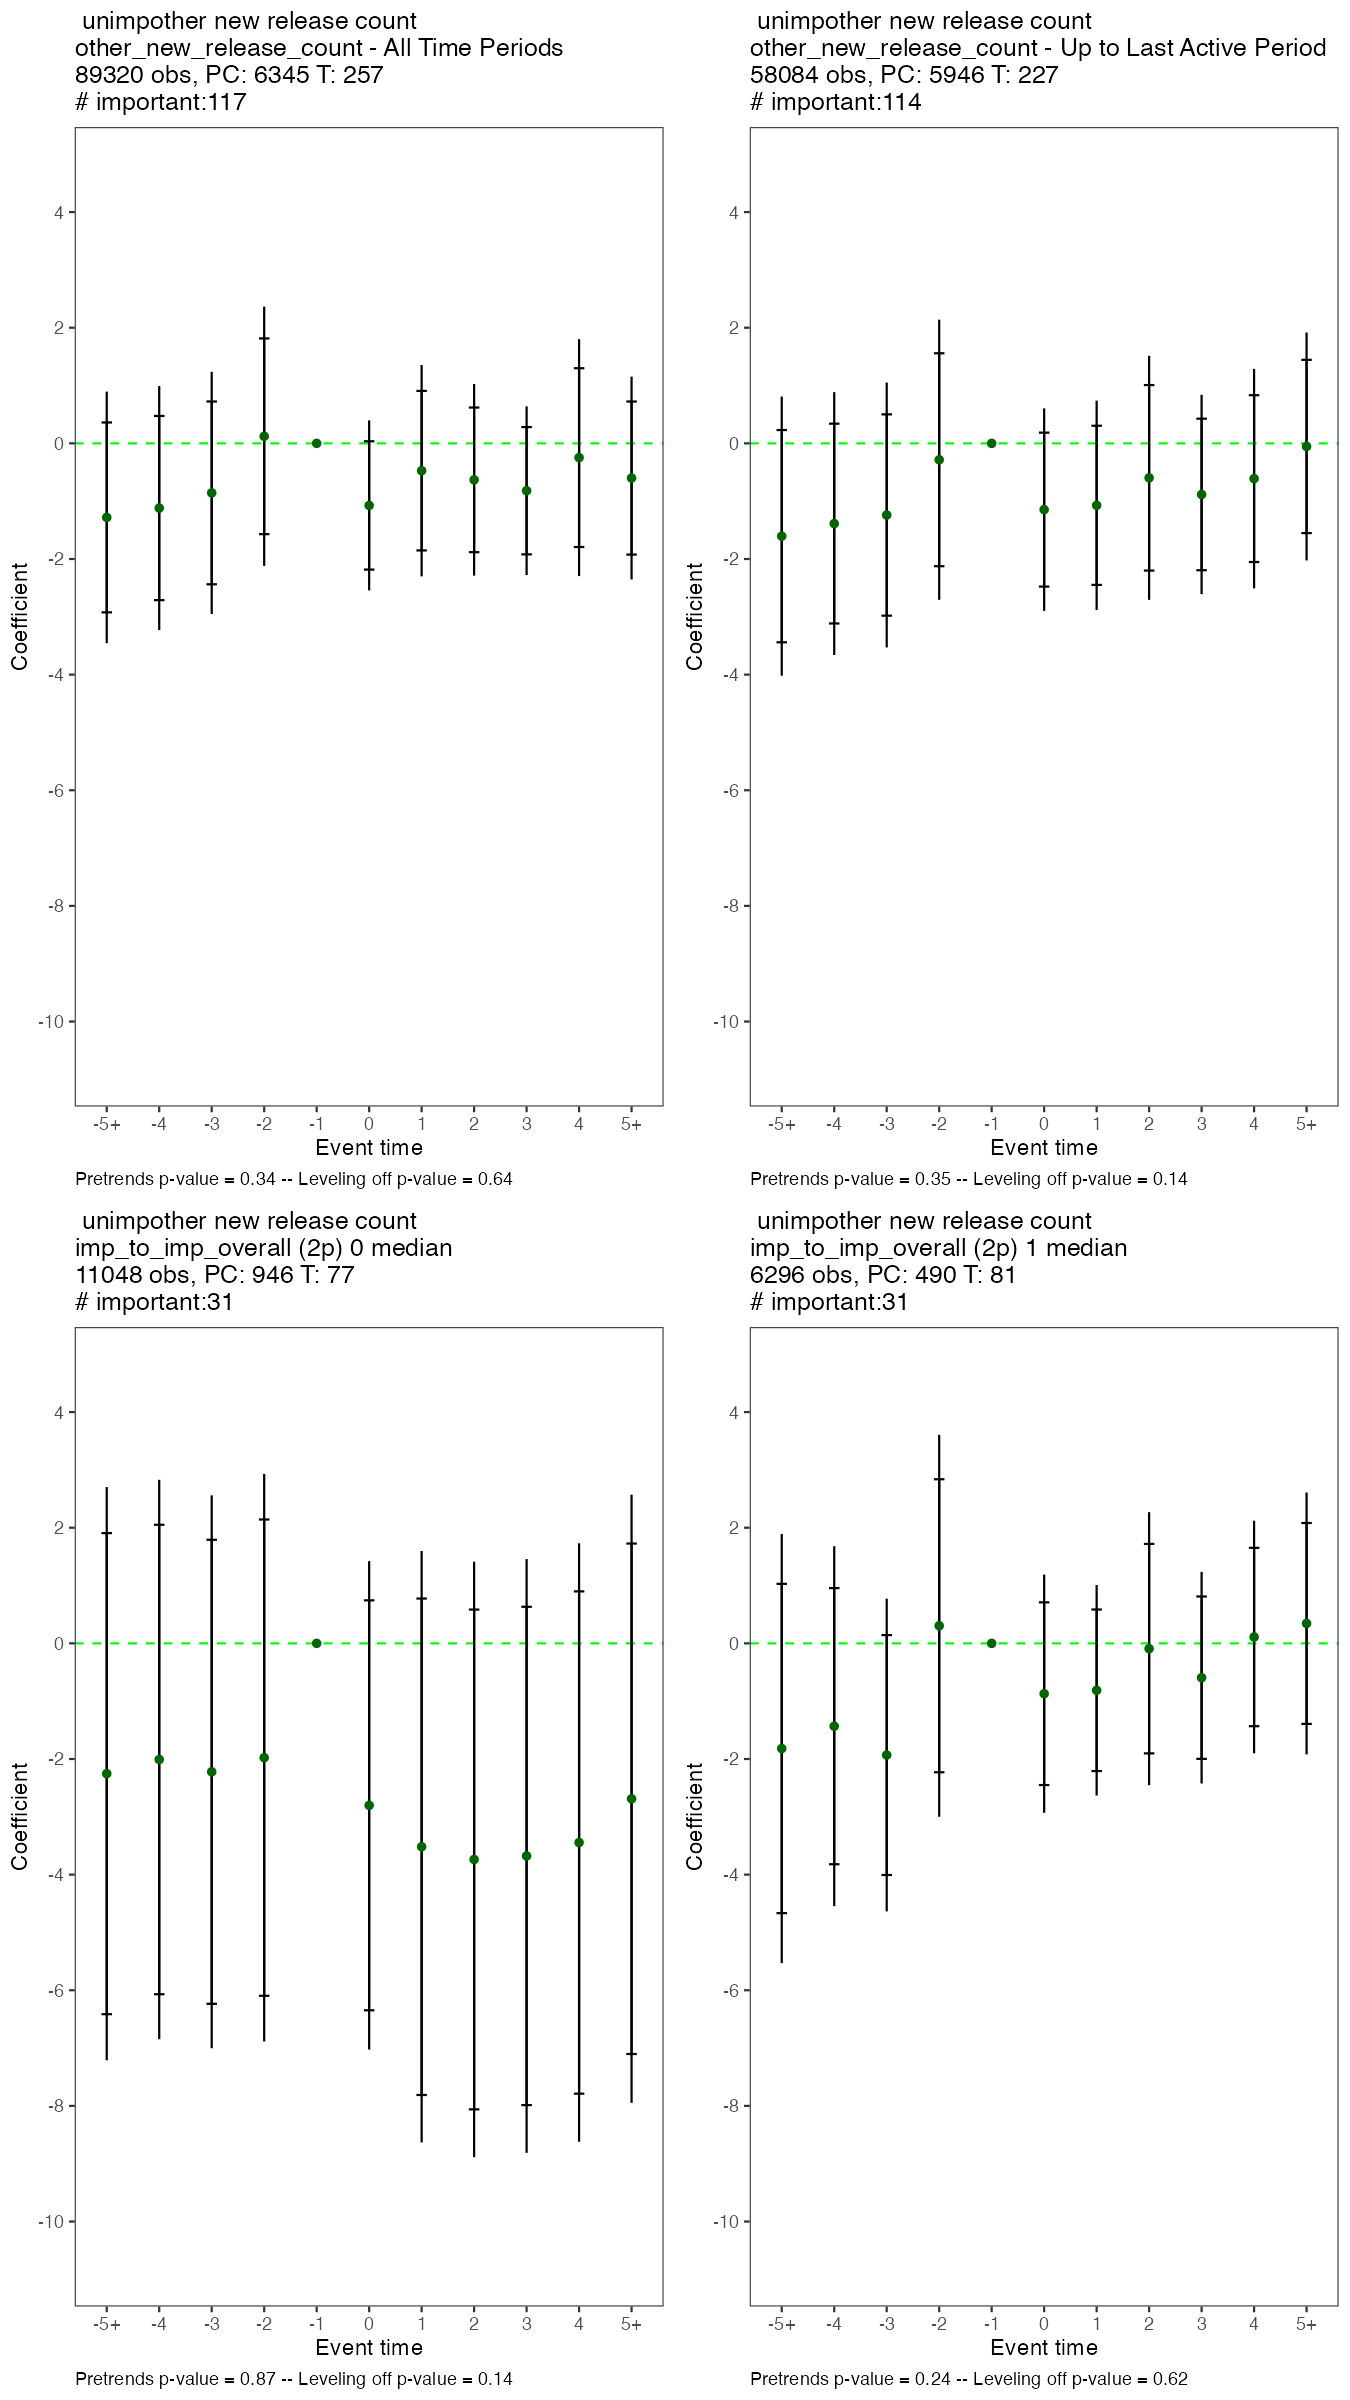 unimpother new release count
other_new_release_count - All Time Periods
89320 obs, PC: 6345 T: 257
# important:117
4
2
0
-2
-4
-6
-8
-10
Coefficient
-5+ -4 -3 -2 -1 0 1 2 3 4 5+
Event time
Pretrends p-value = 0.34 -- Leveling off p-value = 0.64
unimpother new release count
other_new_release_count - Up to Last Active Period
58084 obs, PC: 5946 T: 227
# important:114
4
2
0
-2
-4
-6
-8
-10
Coefficient
-5+ -4 -3 -2 -1 0 1 2 3 4 5+
Event time
Pretrends p-value = 0.35 -- Leveling off p-value = 0.14
unimpother new release count
imp_to_imp_overall (2p) 0 median
11048 obs, PC: 946 T: 77
# important:31
4
2
0
-2
-4
-6
-8
-10
Coefficient
-5+ -4 -3 -2 -1 0 1 2 3 4 5+
Event time
Pretrends p-value = 0.87 -- Leveling off p-value = 0.14
unimpother new release count
imp_to_imp_overall (2p) 1 median
6296 obs, PC: 490 T: 81
# important:31
4
2
0
-2
-4
-6
-8
-10
Coefficient
-5+ -4 -3 -2 -1 0 1 2 3 4 5+
Event time
Pretrends p-value = 0.24 -- Leveling off p-value = 0.62